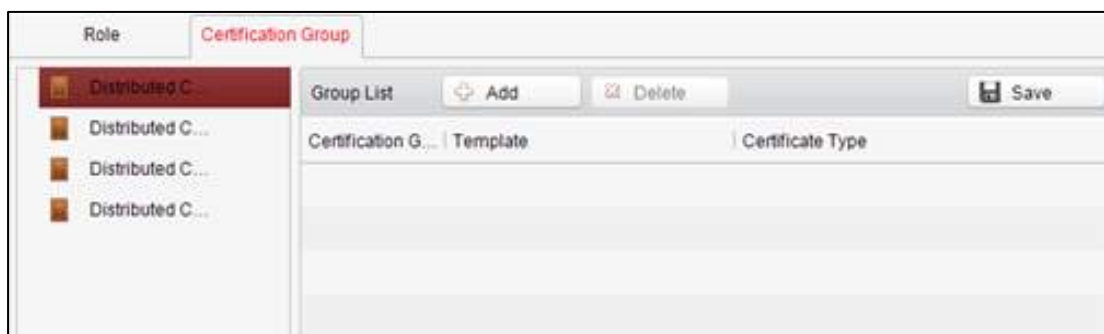 Role Certification Group
Distributed C...
Distributed C...
Distributed C...
Distributed C...
Group List Add Delete Save
Certification G... Template Certificate Type